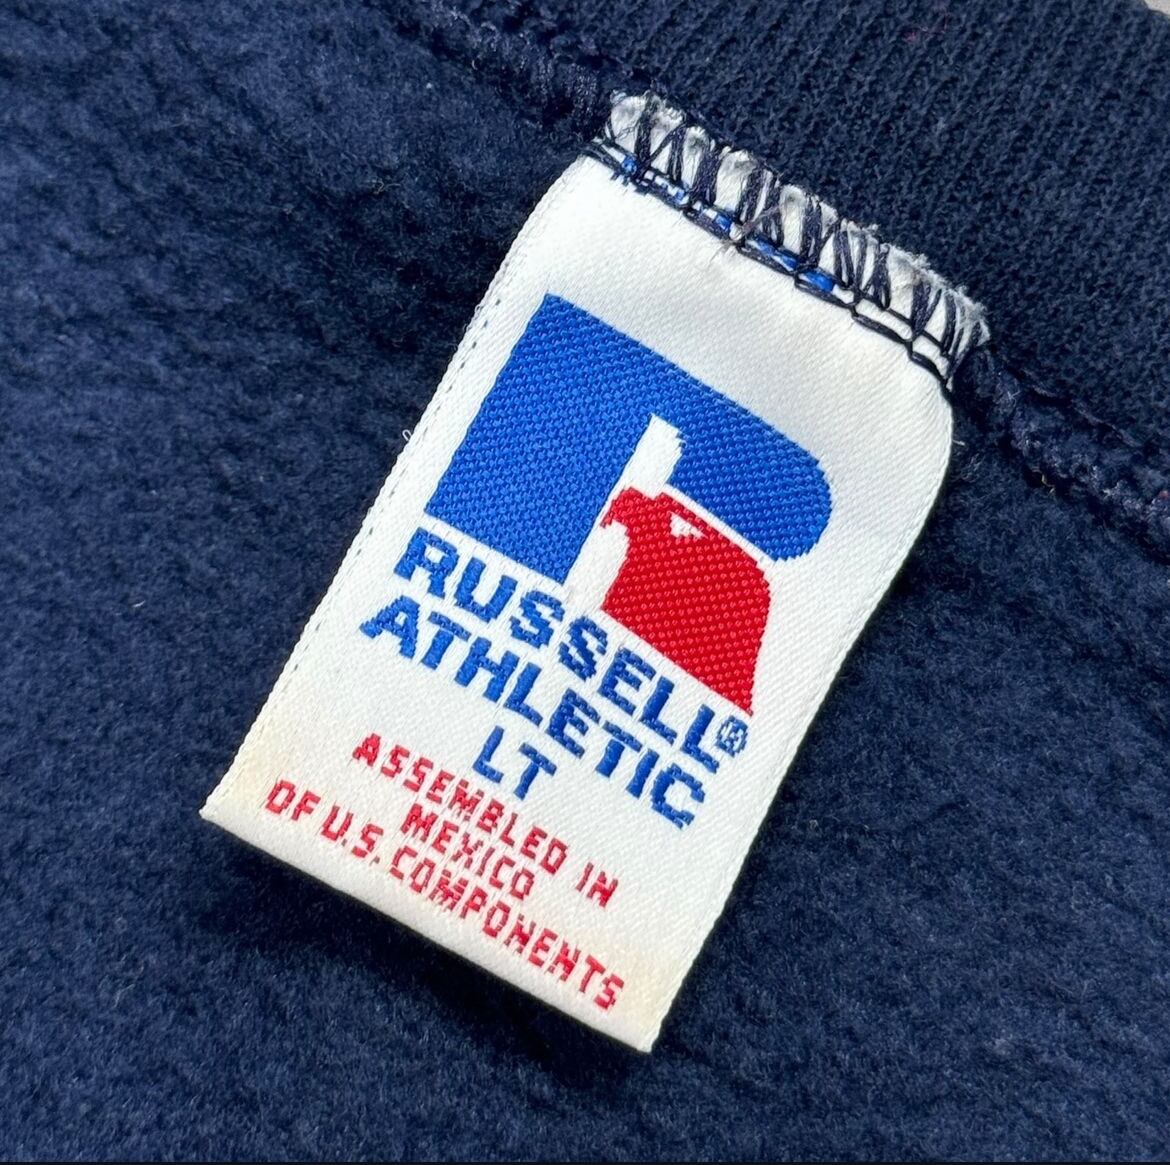 RUSSELL®
ATHLETIC
LT
ASSEMBLED IN
MEXICO
OF U.S. COMPONENTS